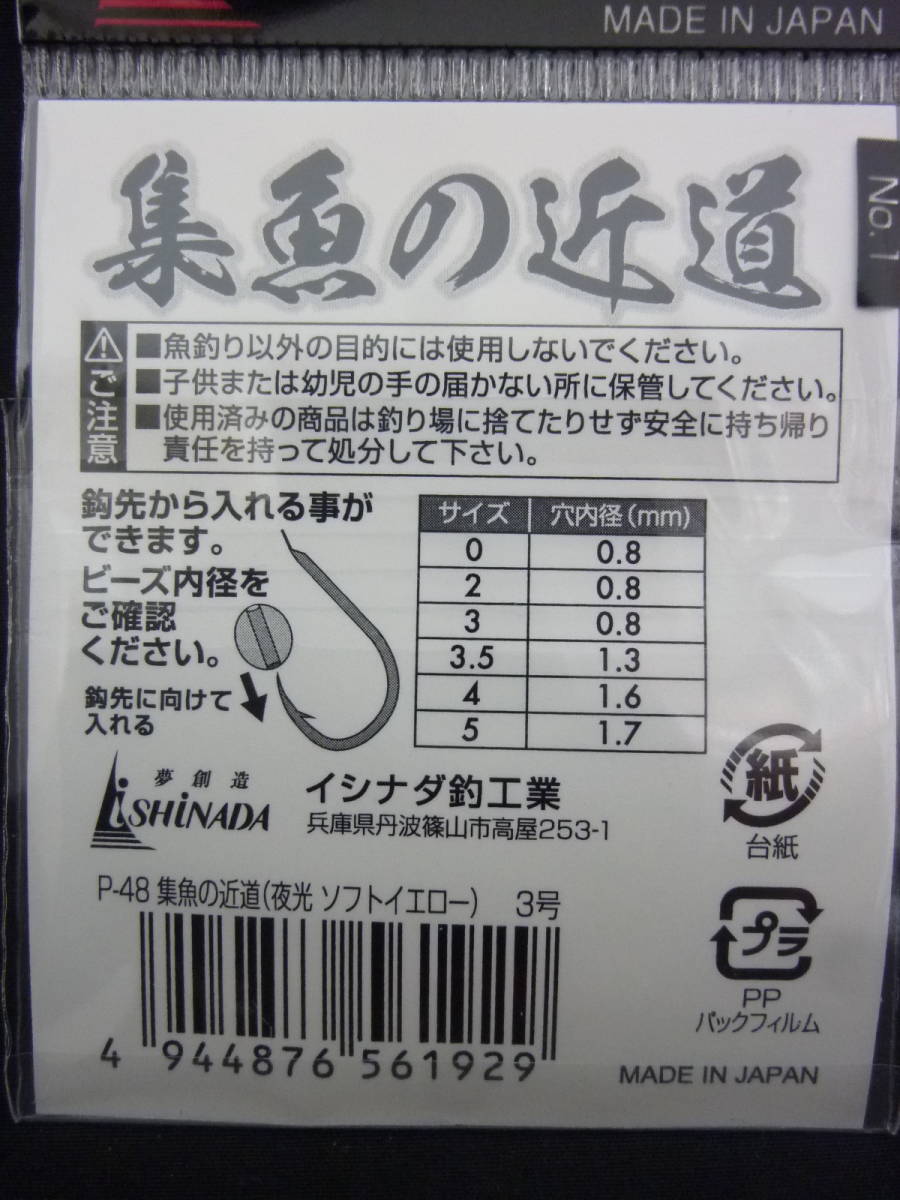 MADE IN JAPAN
集魚の近道
No.1
ご注意
■魚釣り以外の目的には使用しないでください。
■子供または幼児の手の届かない所に保管してください。
■使用済みの商品は釣り場に捨てたりせず安全に持ち帰り
責任を持って処分して下さい。
鈎先から入れる事が
できます。
ビーズ内径を
ご確認
ください。
鈎先に向けて
入れる
サイズ 穴内径(mm)
0 0.8
2 0.8
3 0.8
3.5 1.3
4 1.6
5 1.7
夢創造
iSHiNADA
イシナダ釣工業
兵庫県丹波篠山市高屋253-1
紙
台紙
P-48 集魚の近道(夜光 ソフトイエロー) 3号
4 944876 561929
プラ
PP
パックフィルム
MADE IN JAPAN